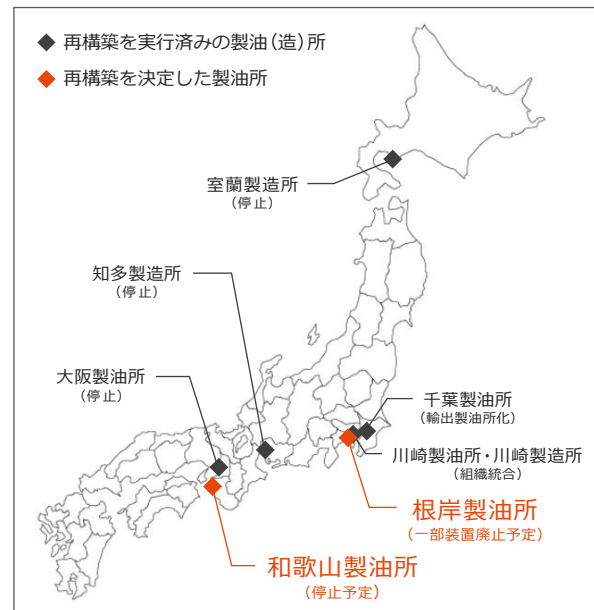 再構築を実行済みの製油(造)所
再構築を決定した製油所
室蘭製造所
(停止)
知多製造所
(停止)
大阪製油所
(停止)
千葉製油所
(輸出製油所化)
川崎製油所・川崎製造所
(組織統合)
根岸製油所
(一部装置廃止予定)
和歌山製油所
(停止予定)